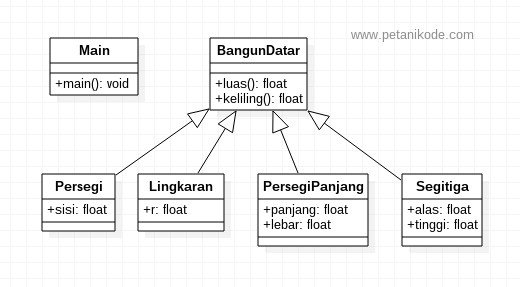 www.petanikode.com
Main
+main(): void
BangunDatar
+luas(): float
+keliling(): float
Persegi
+sisi: float
Lingkaran
+r: float
PersegiPanjang
+panjang: float
+lebar: float
Segitiga
+alas: float
+tinggi: float